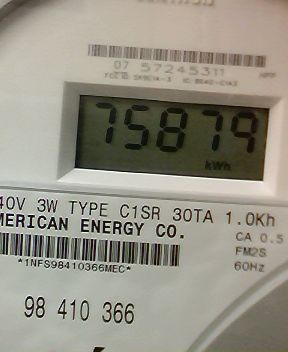 07 57245311
75879
kWh
40V 3W TYPE C1SR 30TA 1.0Kh
MERICAN ENERGY CO.
CA 0.5
FM2S
60Hz
*1NFS98410366MEC*
98 410 366